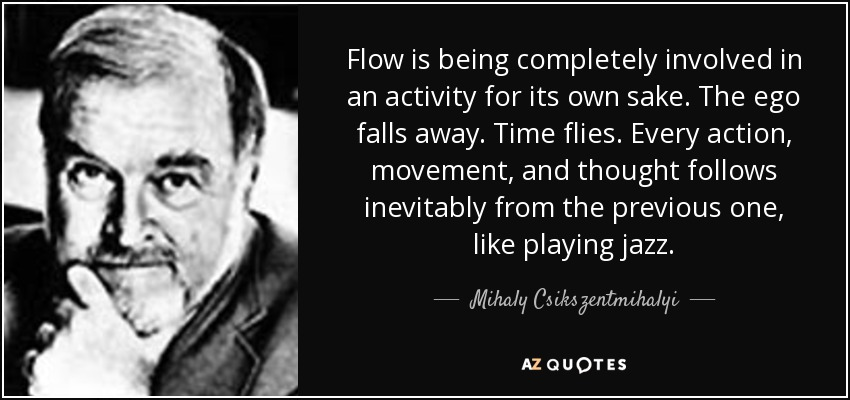 Flow is being completely involved in
an activity for its own sake. The ego
falls away. Time flies. Every action,
movement, and thought follows
inevitably from the previous one,
like playing jazz.
Mihaly Csikszentmihalyi
AZ QUOTES